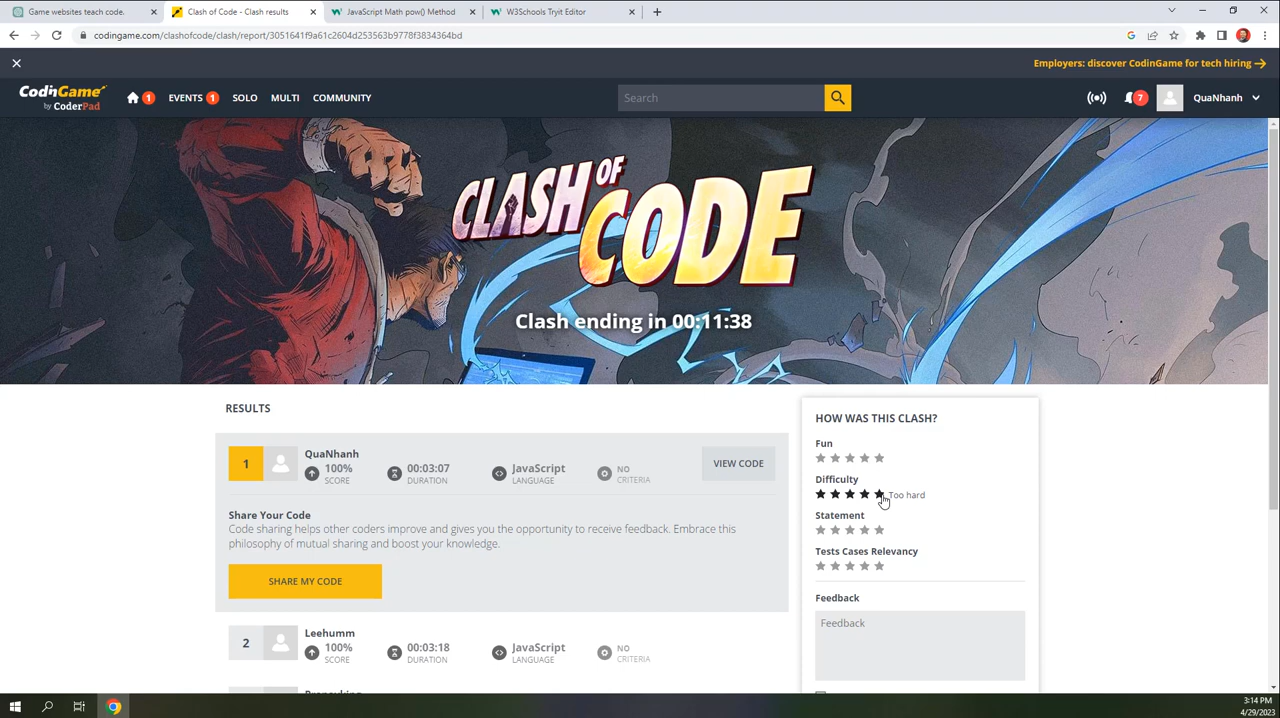 Game websites teach code.
Clash of Code - Clash results
JavaScript Math pow() Method
W3Schools Tryit Editor
codingame.com/clashofcode/clash/report/3051641f9a61c2604d253563b9778f3834364bd
Employers: discover CodinGame for tech hiring
CodinGame
by CoderPad
1
EVENTS 1
SOLO
MULTI
COMMUNITY
Search
7
QuaNhanh
CLASH OF CODE
Clash ending in 00:11:38
RESULTS
1
QuaNhanh
100%
SCORE
00:03:07
DURATION
JavaScript
LANGUAGE
NO
CRITERIA
VIEW CODE
Share Your Code
Code sharing helps other coders improve and gives you the opportunity to receive feedback. Embrace this
philosophy of mutual sharing and boost your knowledge.
SHARE MY CODE
2
Leehumm
100%
SCORE
00:03:18
DURATION
JavaScript
LANGUAGE
NO
CRITERIA
HOW WAS THIS CLASH?
Fun
Difficulty
Too hard
Statement
Tests Cases Relevancy
Feedback
Feedback
3:14 PM
4/29/2023